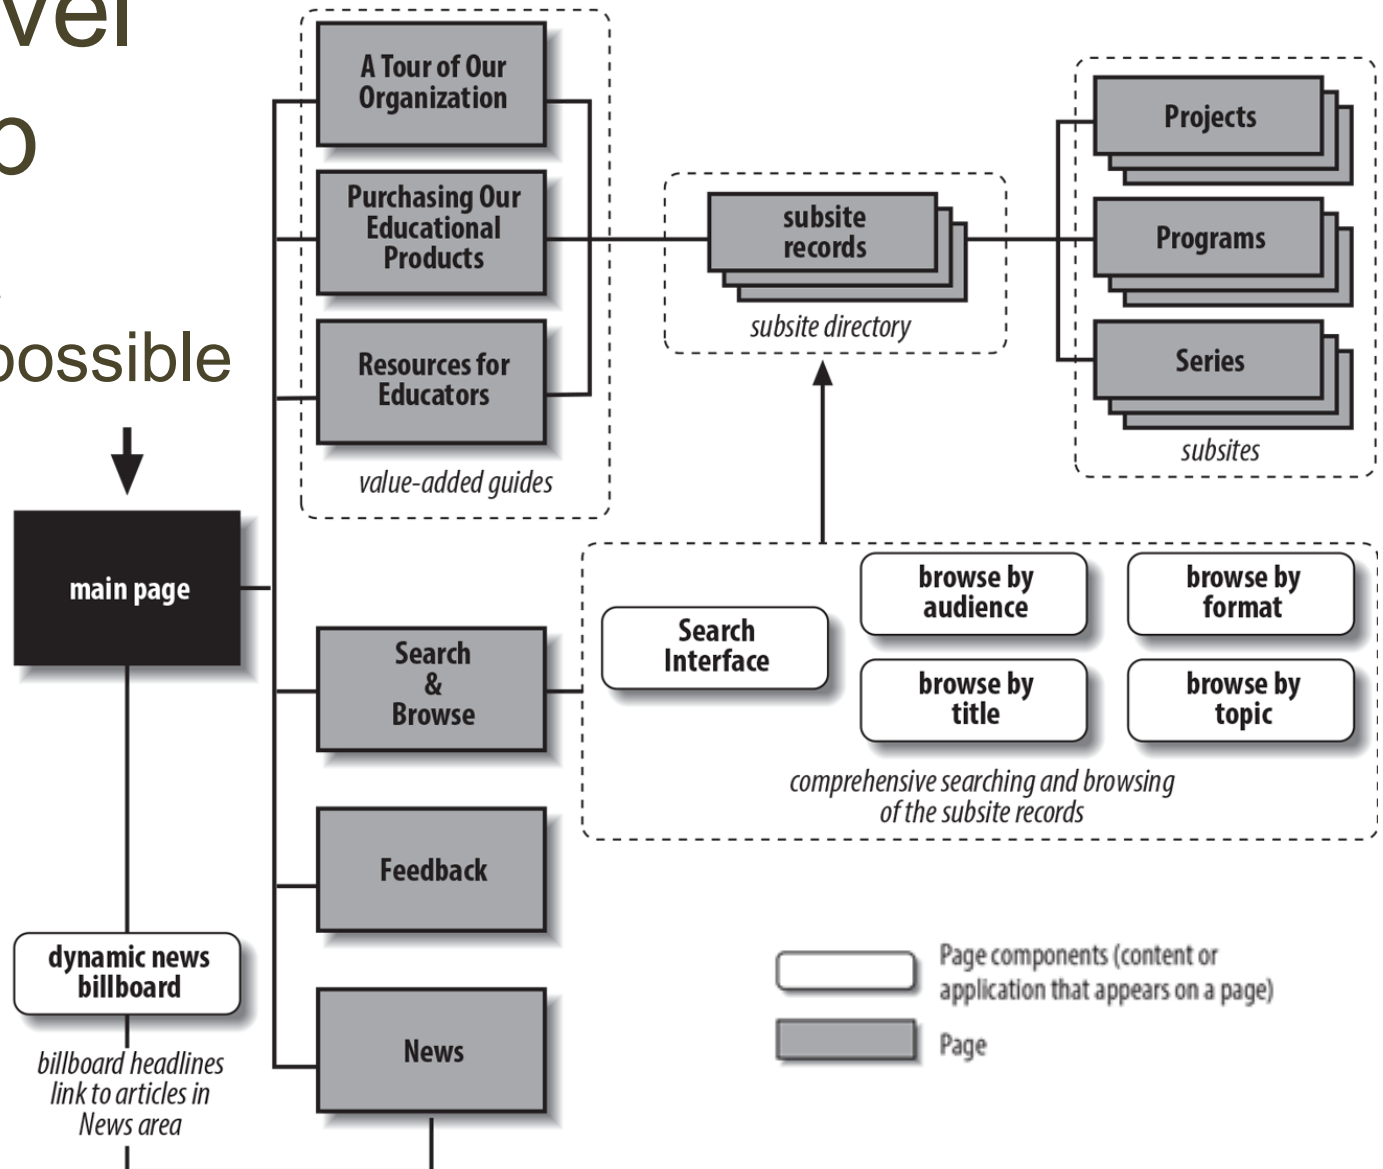 vel
p
possible
A Tour of Our
Organization
Purchasing Our
Educational
Products
Resources for
Educators
value-added guides
subsite
records
subsite directory
Projects
Programs
Series
subsites
main page
Search
&
Browse
Search
Interface
browse by
audience
browse by
format
browse by
title
browse by
topic
comprehensive searching and browsing
of the subsite records
Feedback
dynamic news
billboard
billboard headlines
link to articles in
News area
News
Page components (content or
application that appears on a page)
Page